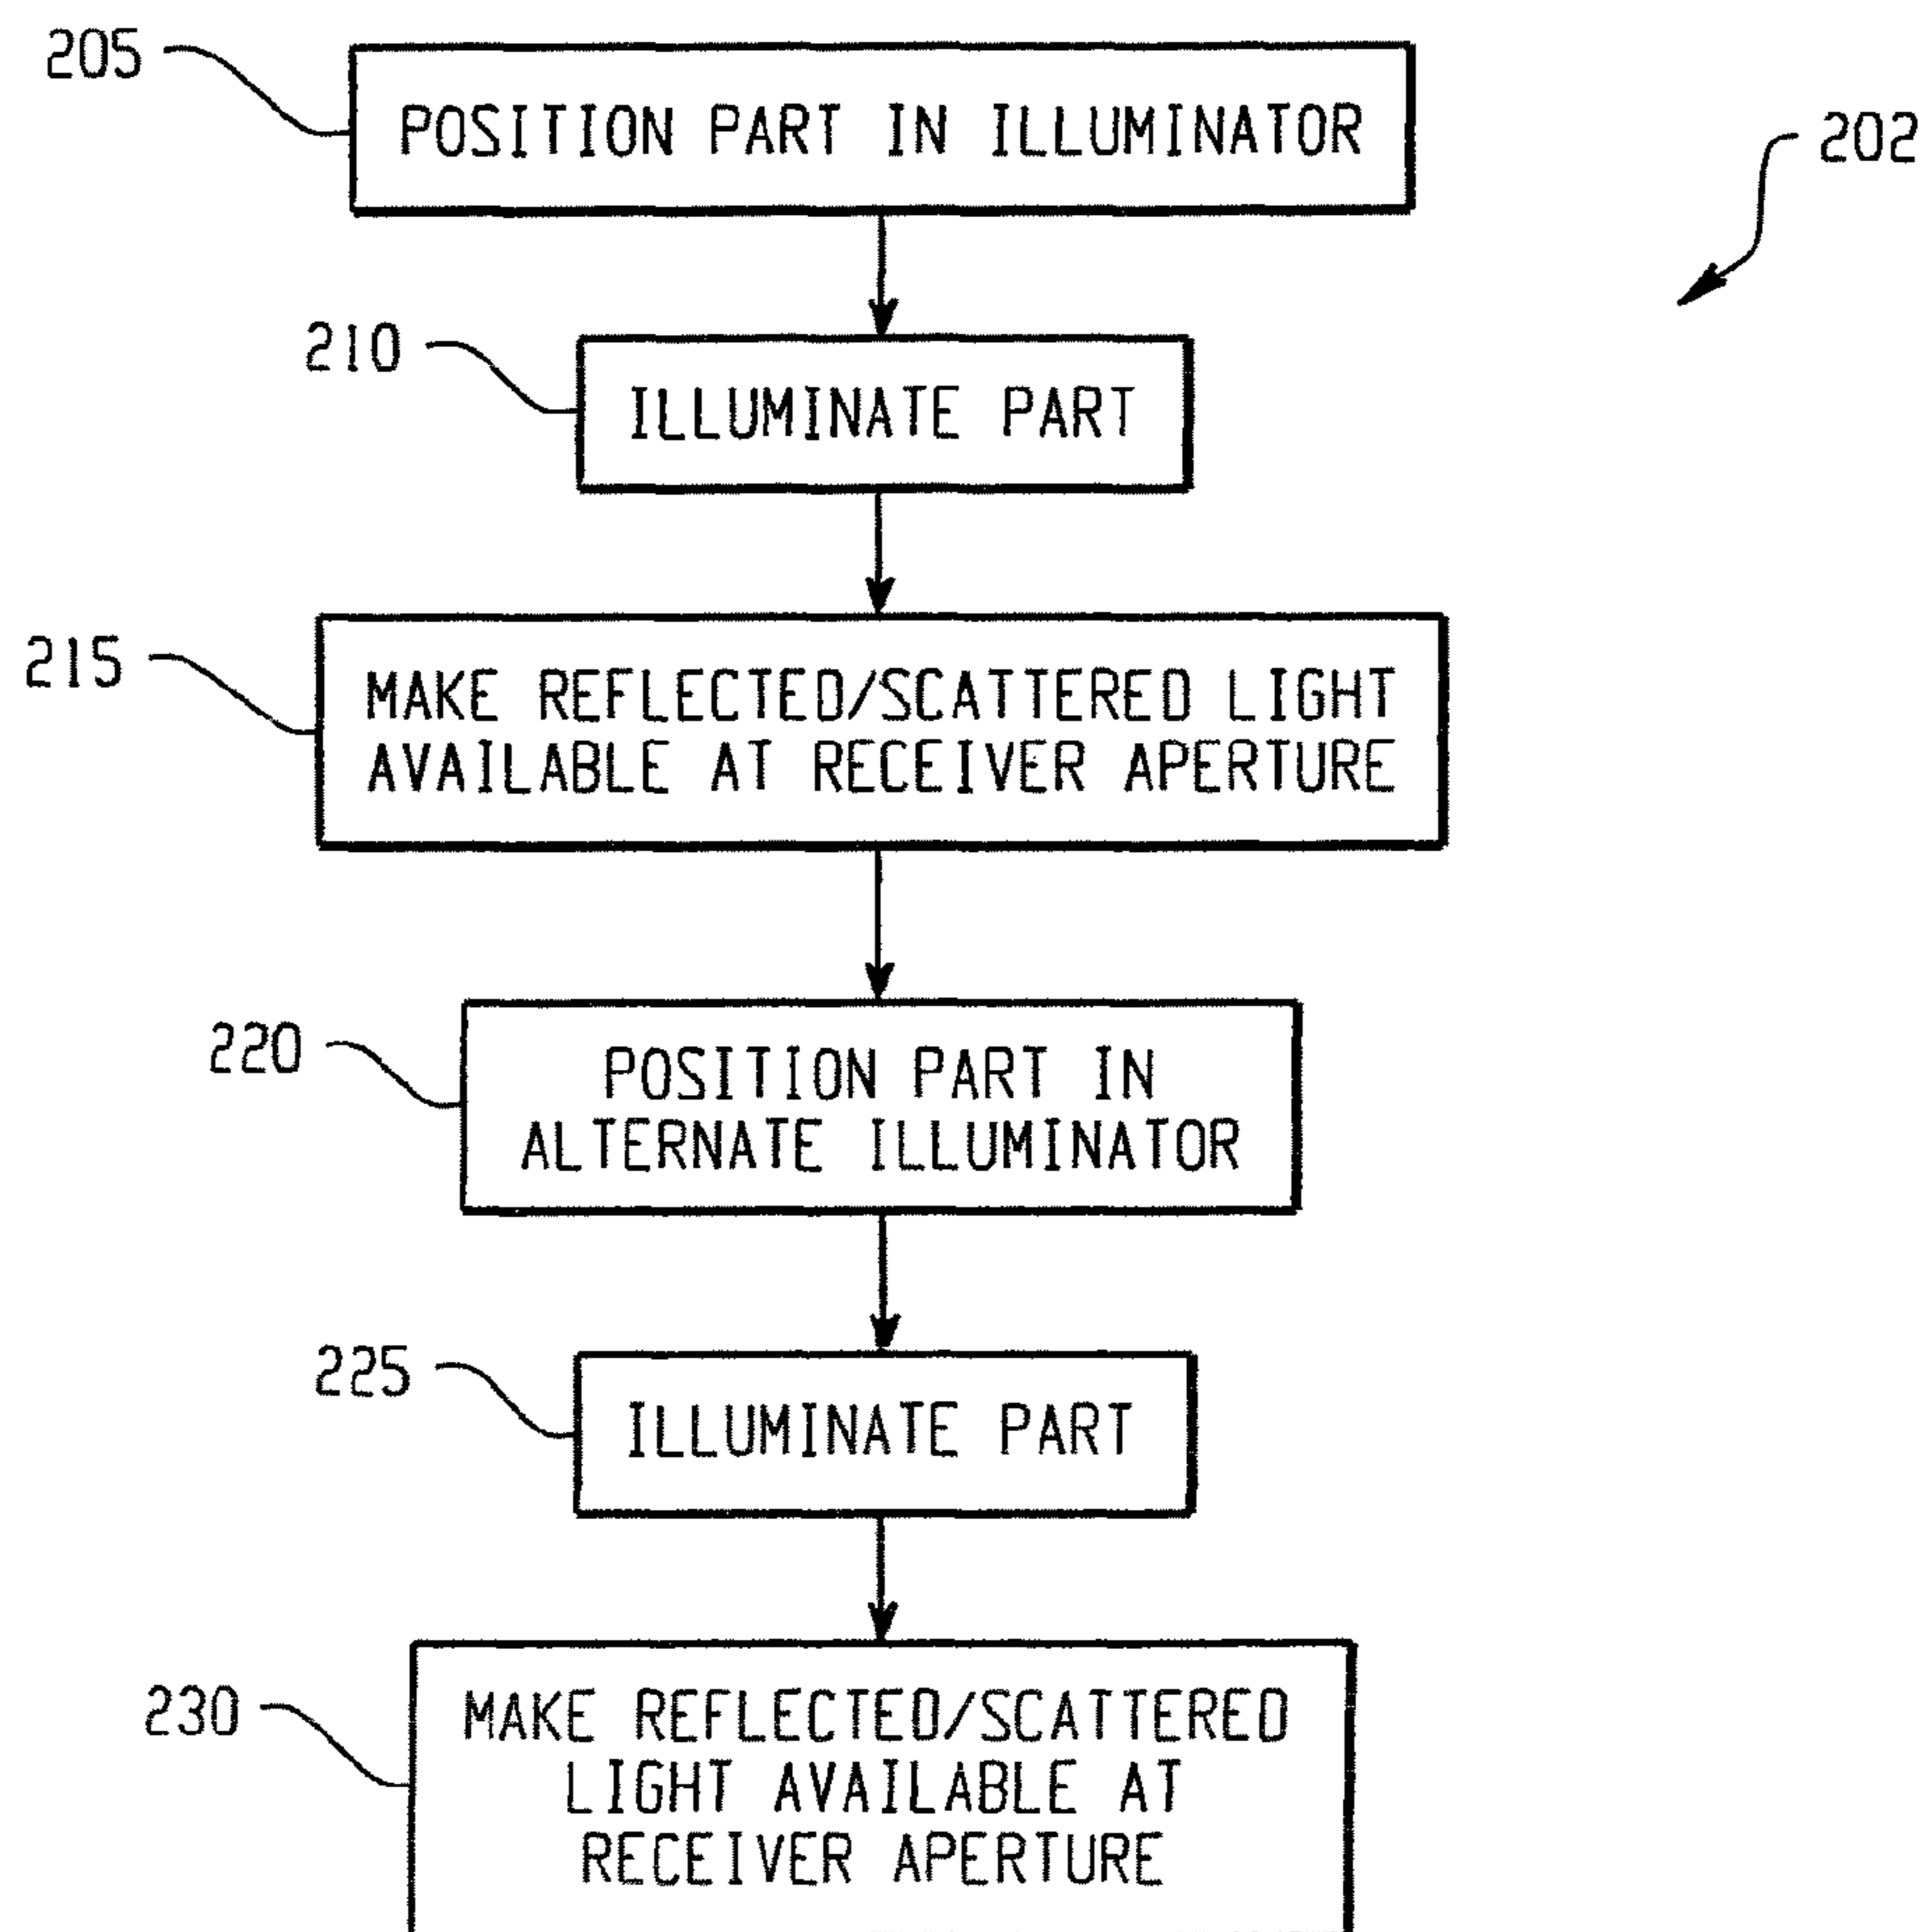 205
POSITION PART IN ILLUMINATOR
202
210
ILLUMINATE PART
215
MAKE REFLECTED/SCATTERED LIGHT
AVAILABLE AT RECEIVER APERTURE
220
POSITION PART IN
ALTERNATE ILLUMINATOR
225
ILLUMINATE PART
230
MAKE REFLECTED/SCATTERED
LIGHT AVAILABLE AT
RECEIVER APERTURE